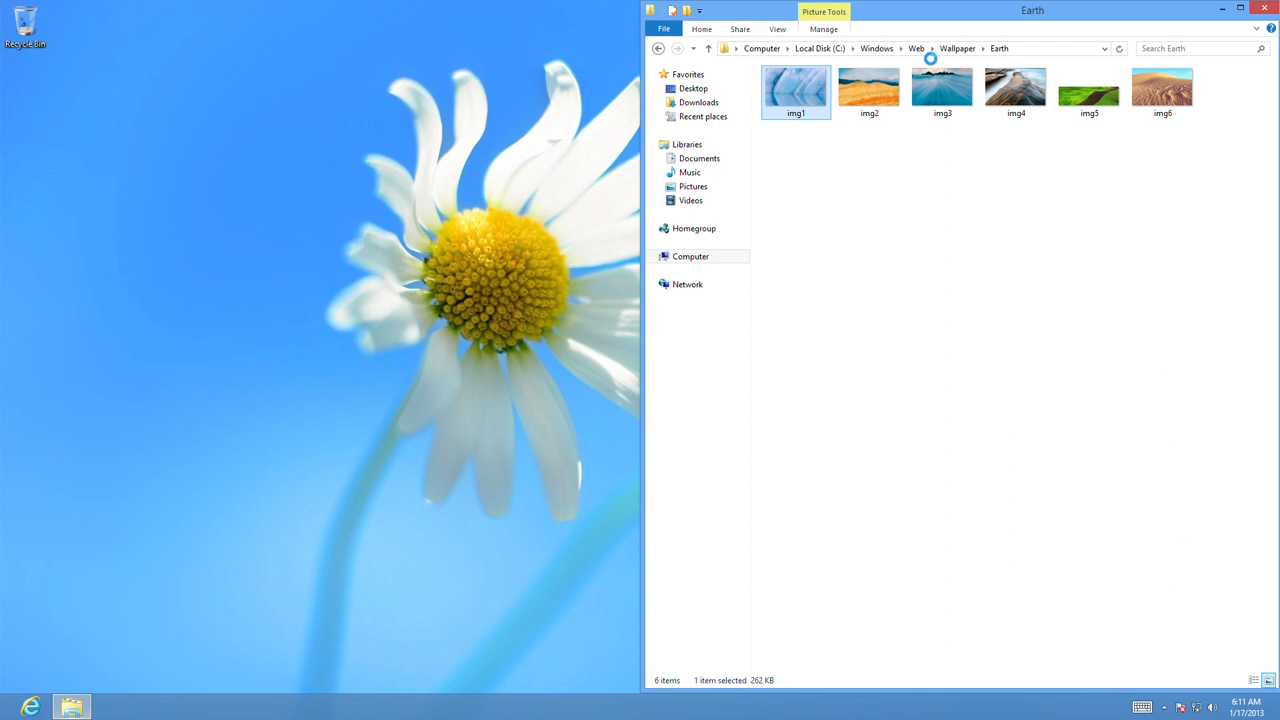 Recycle Bin
Picture Tools
Earth
File
Home
Share
View
Manage
Computer
Local Disk (C:)
Windows
Web
Wallpaper
Earth
Search Earth
Favorites
Desktop
Downloads
Recent places
Libraries
Documents
Music
Pictures
Videos
Homegroup
Computer
Network
img1
img2
img3
img4
img5
img6
6 items
1 item selected 262 KB
6:11 AM
1/17/2013